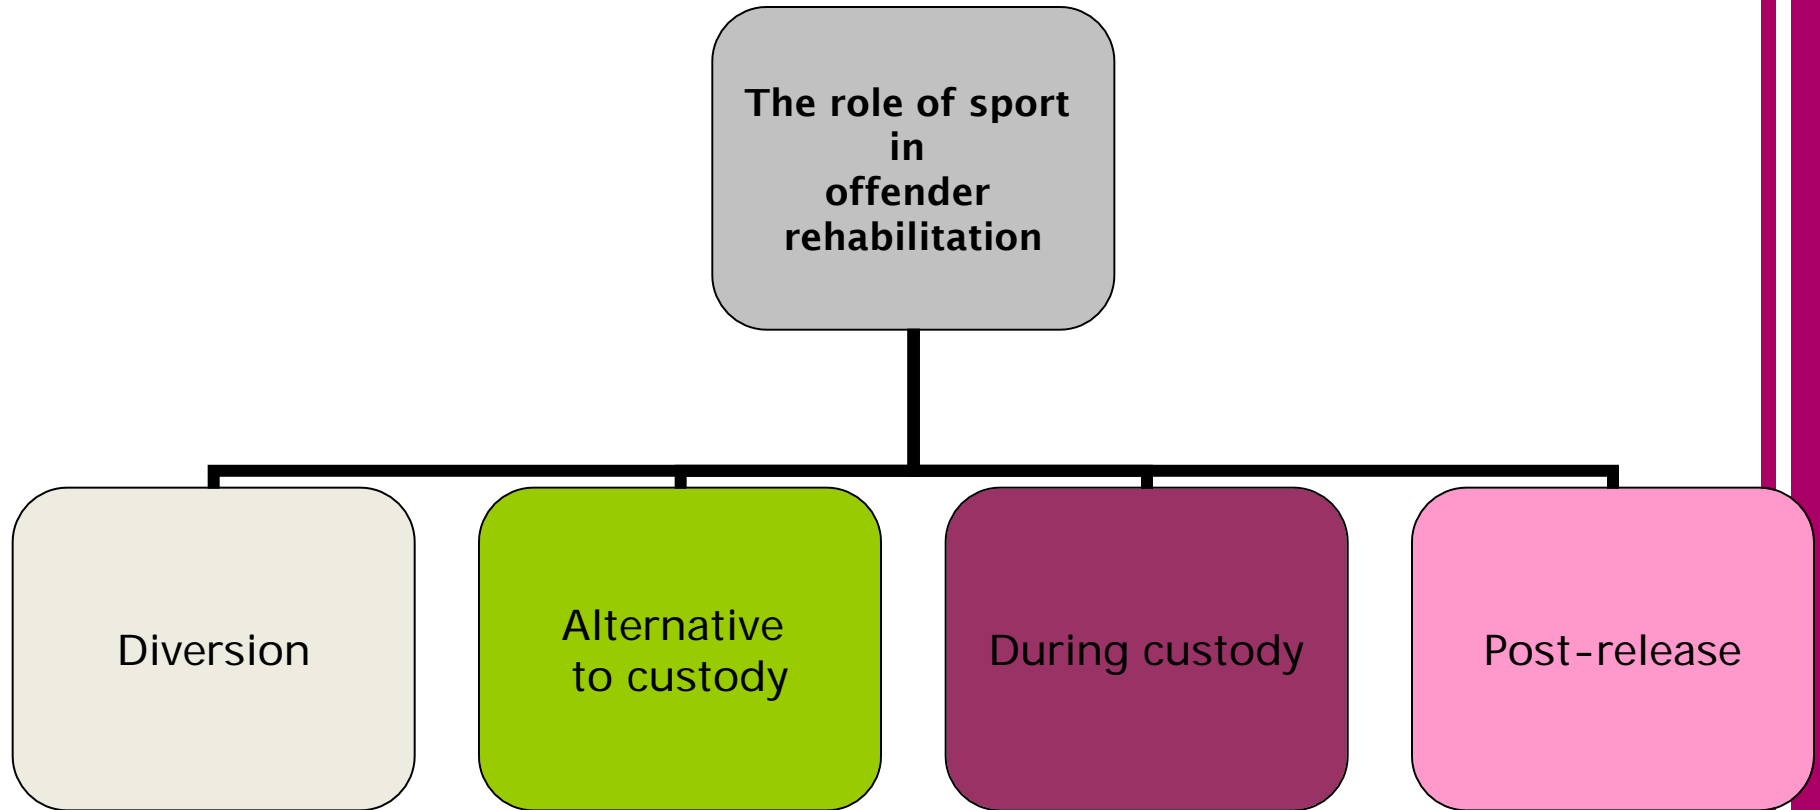 The role of sport
in
offender
rehabilitation
Diversion
Alternative
to custody
During custody
Post-release